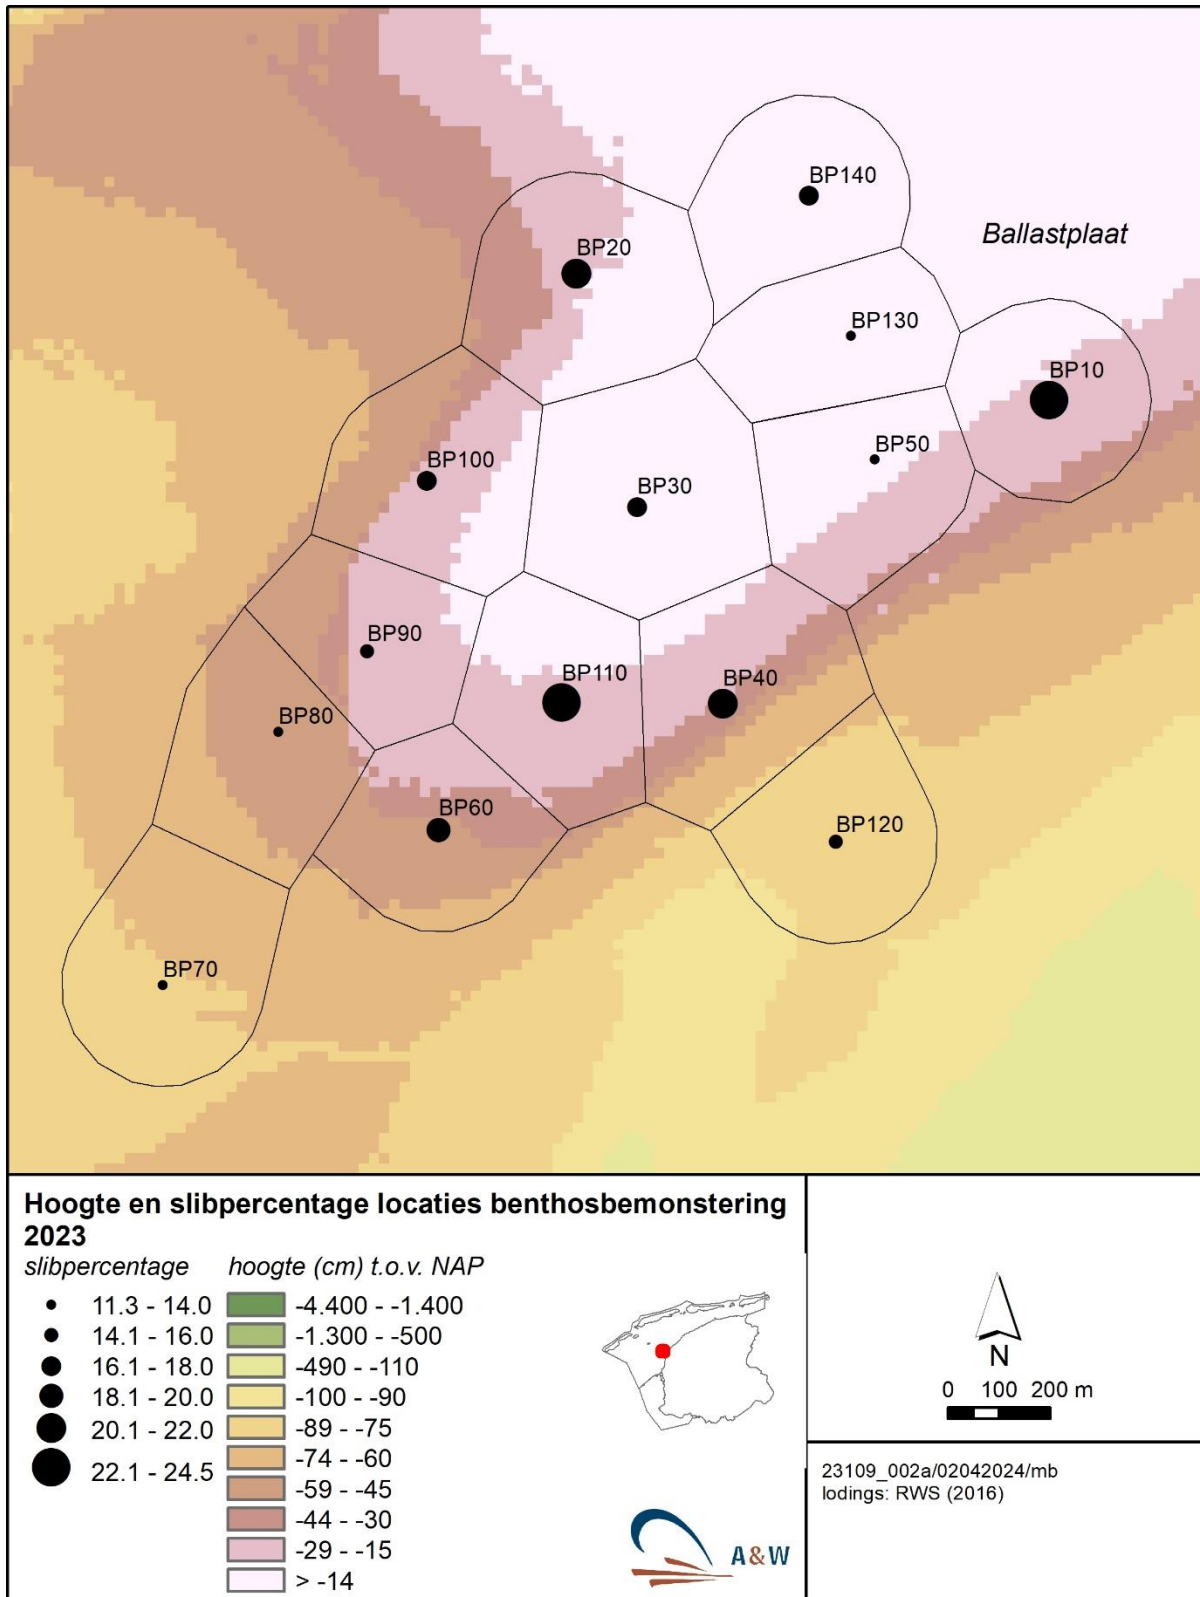 BP140
Ballastplaat
BP20
BP130
BP10
BP50
BP100
BP30
BP90
BP110
BP40
BP80
BP60
BP120
BP70
Hoogte en slibpercentage locaties benthosbemonstering
2023
slibpercentage
11.3 - 14.0
14.1 - 16.0
16.1 - 18.0
18.1 - 20.0
20.1 - 22.0
22.1 - 24.5
hoogte (cm) t.o.v. NAP
-4.400 - -1.400
-1.300 - -500
-490 - -110
-100 - -90
-89 - -75
-74 - -60
-59 - -45
-44 - -30
-29 - -15
> -14
A&W
N
0 100 200 m
23109_002a/02042024/mb
lodings: RWS (2016)